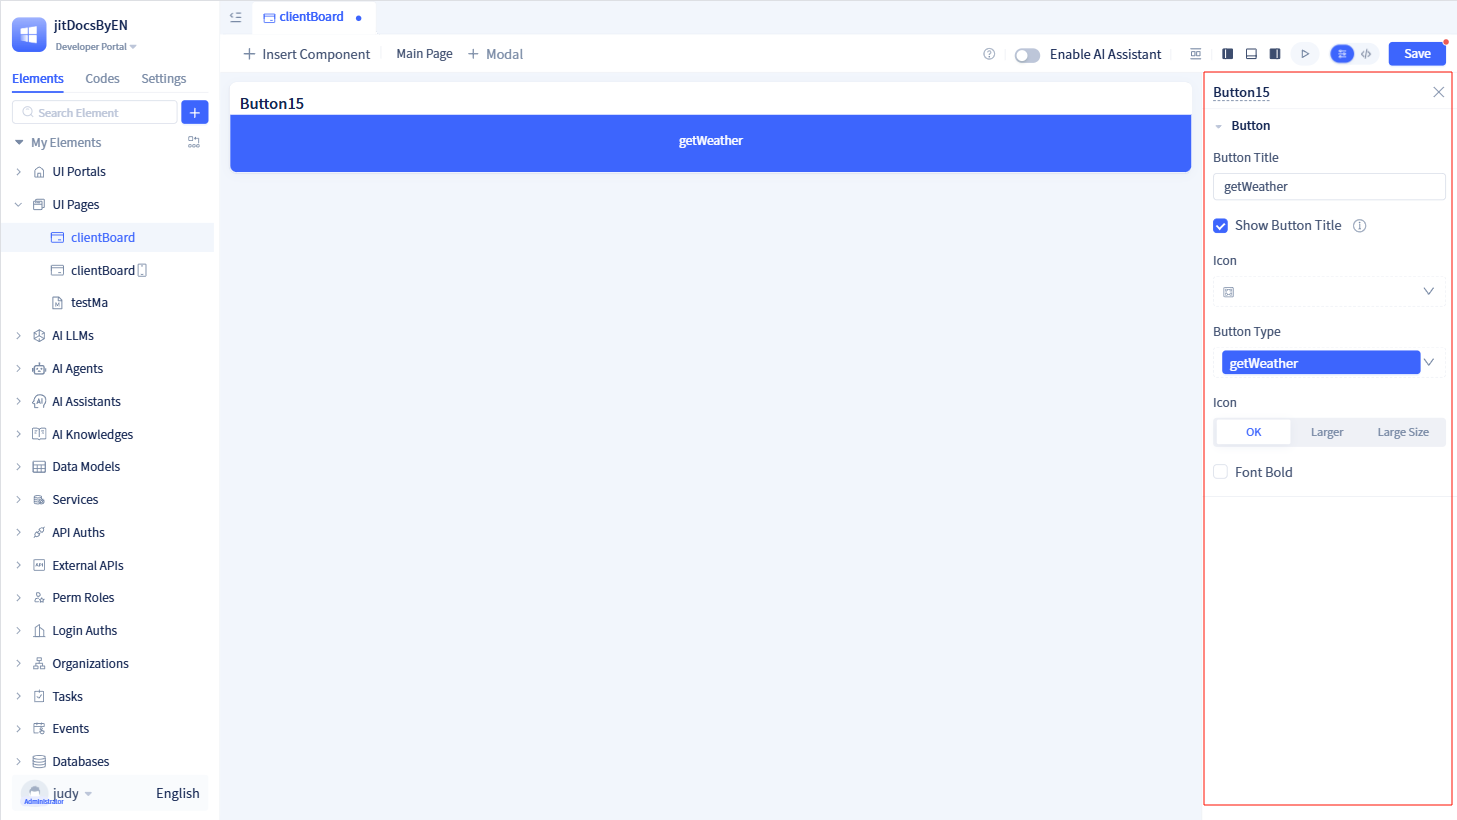 jitDocsByEN
Developer Portal
Elements
Codes
Settings
Search Element
My Elements
UI Portals
UI Pages
clientBoard
clientBoard
testMa
AI LLMs
AI Agents
AI Assistants
AI Knowledges
Data Models
Services
API Auths
External APIs
Perm Roles
Login Auths
Organizations
Tasks
Events
Databases
judy
Administrator
English
clientBoard
Insert Component
Main Page
Modal
Enable AI Assistant
Save
Button15
getWeather
Button15
Button
Button Title
getWeather
Show Button Title
Icon
Button Type
getWeather
Icon
OK
Larger
Large Size
Font Bold